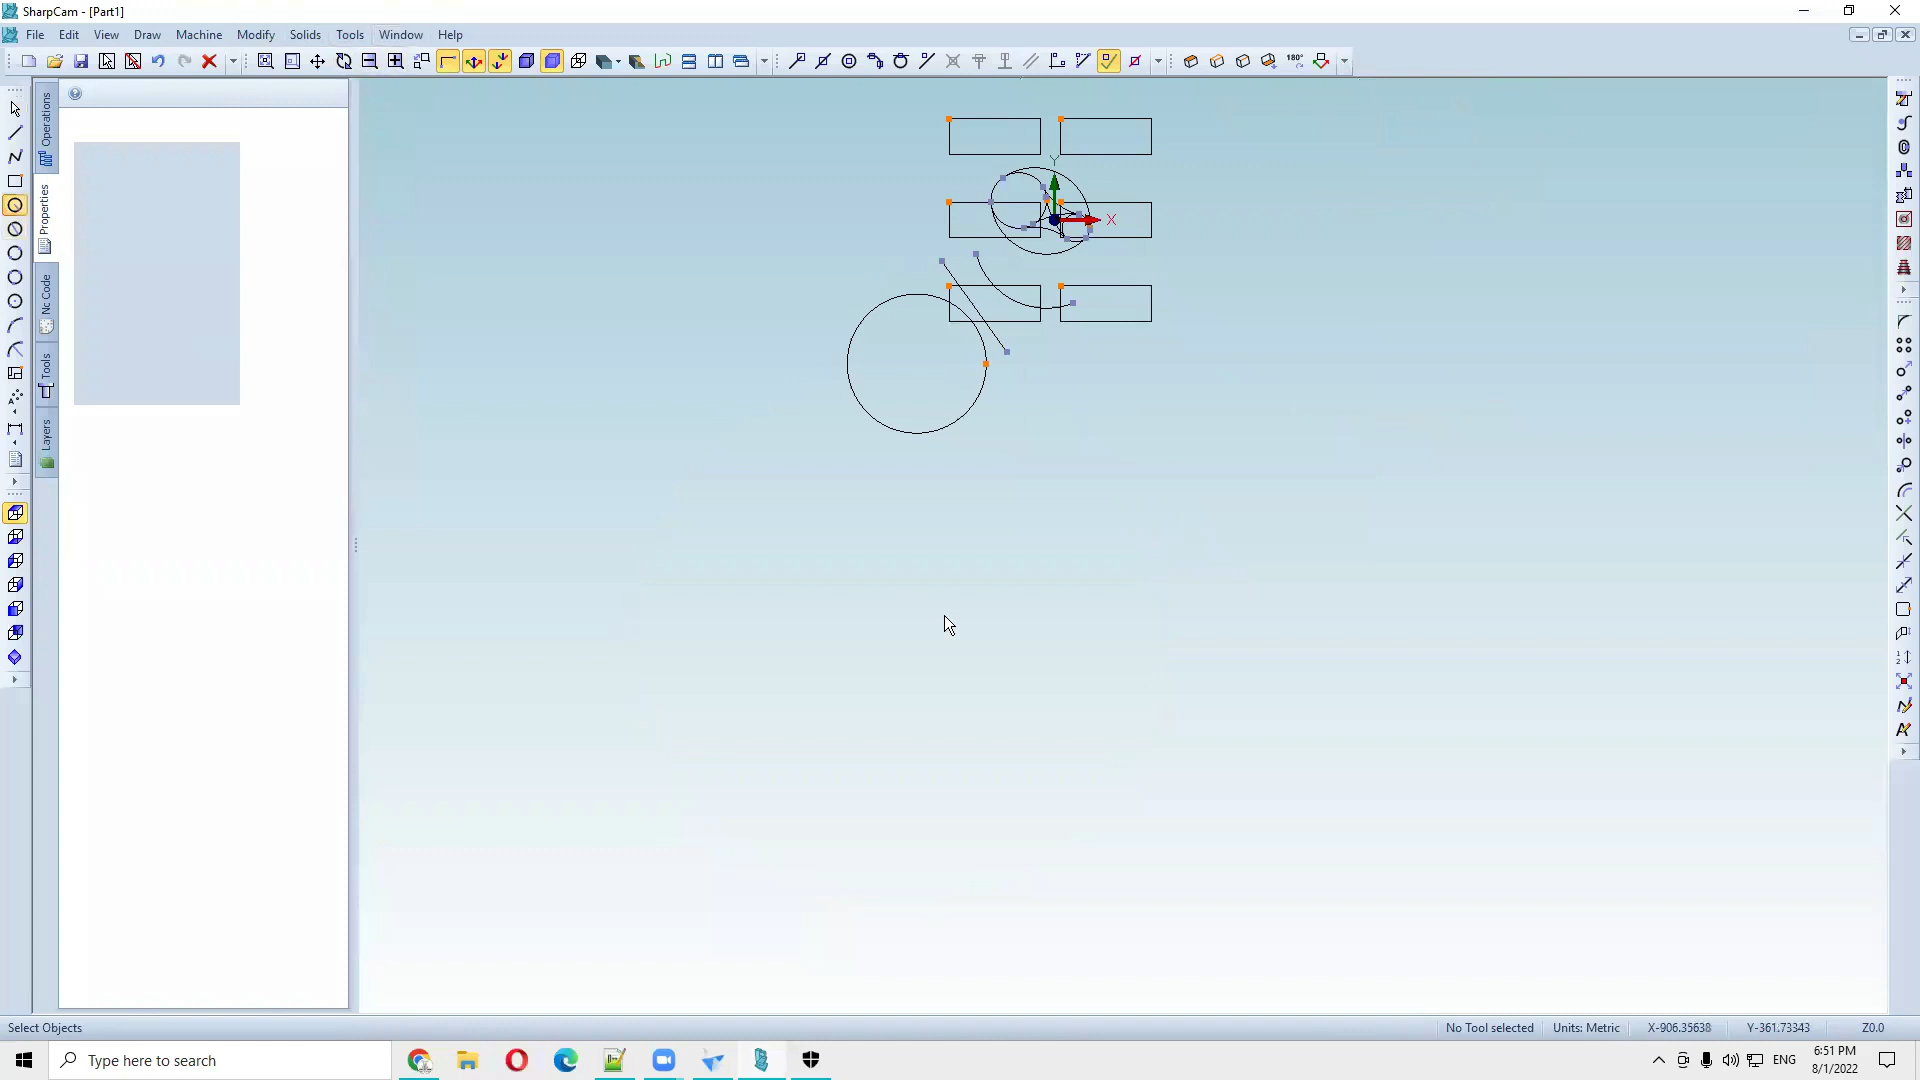 SharpCam - [Part1]
File Edit View Draw Machine Modify Solids Tools Window Help
180°
Operations
Properties
Nc Code
Tools
Layers
Y
X
Select Objects
No Tool selected Units: Metric X-906.35638 Y-361.73343 Z0.0
Type here to search
ENG
6:51 PM
8/1/2022